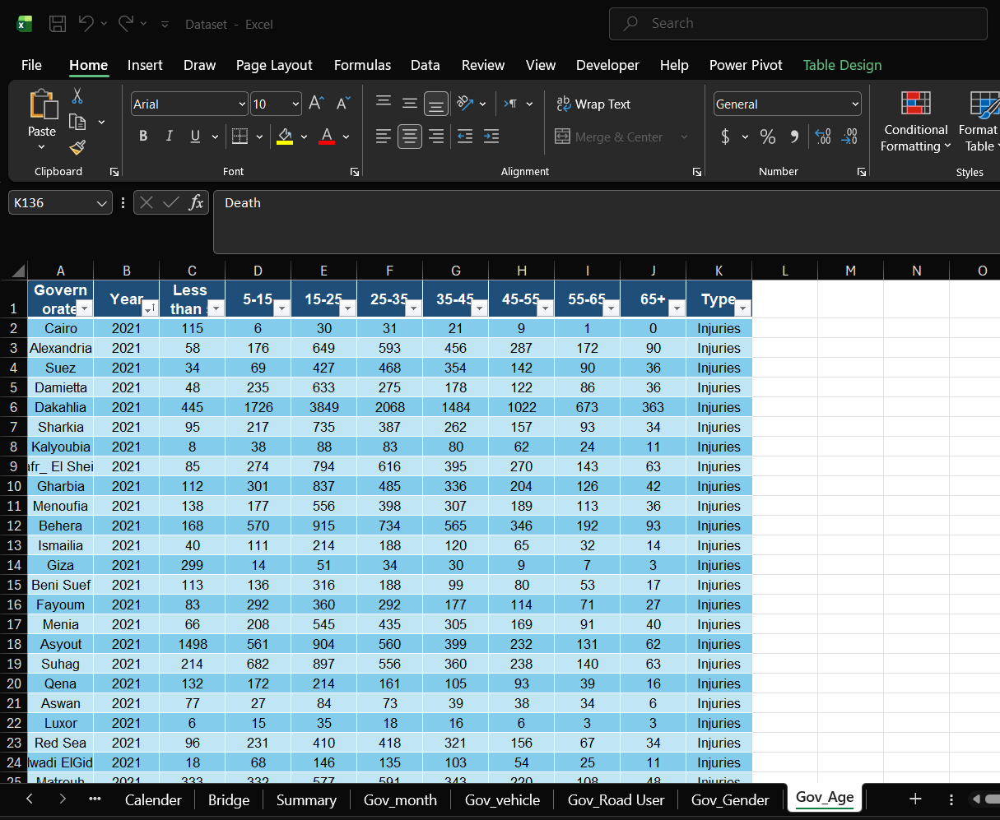 Dataset - Excel
Search
File Home Insert Draw Page Layout Formulas Data Review View Developer Help Power Pivot Table Design
Paste
Arial 10
B I U A
Wrap Text
Merge & Center
General
$ % 9
Conditional Formatting
Format Table
Clipboard Font Alignment Number Styles
K136 fx Death
A B C D E F G H I J K L M N O
1 Governorate Year Less than 5-15 15-25 25-35 35-45 45-55 55-65 65+ Type
2 Cairo 2021 115 6 30 31 21 9 1 0 Injuries
3 Alexandria 2021 58 176 649 593 456 287 172 90 Injuries
4 Suez 2021 34 69 427 468 354 142 90 36 Injuries
5 Damietta 2021 48 235 633 275 178 122 86 36 Injuries
6 Dakahlia 2021 445 1726 3849 2068 1484 1022 673 363 Injuries
7 Sharkia 2021 95 217 735 387 262 157 93 34 Injuries
8 Kalyoubia 2021 8 38 88 83 80 62 24 11 Injuries
9 afr_ El Shei 2021 85 274 794 616 395 270 143 63 Injuries
10 Gharbia 2021 112 301 837 485 336 204 126 42 Injuries
11 Menoufia 2021 138 177 556 398 307 189 113 36 Injuries
12 Behera 2021 168 570 915 734 565 346 192 93 Injuries
13 Ismailia 2021 40 111 214 188 120 65 32 14 Injuries
14 Giza 2021 299 14 51 34 30 9 7 3 Injuries
15 Beni Suef 2021 113 136 316 188 99 80 53 17 Injuries
16 Fayoum 2021 83 292 360 292 177 114 71 27 Injuries
17 Menia 2021 66 208 545 435 305 169 91 40 Injuries
18 Asyout 2021 1498 561 904 560 399 232 131 62 Injuries
19 Suhag 2021 214 682 897 556 360 238 140 63 Injuries
20 Qena 2021 132 172 214 161 105 93 39 16 Injuries
21 Aswan 2021 77 27 84 73 39 38 34 6 Injuries
22 Luxor 2021 6 15 35 18 16 6 3 3 Injuries
23 Red Sea 2021 96 231 410 418 321 156 67 34 Injuries
24 lwadi ElGid 2021 18 68 146 135 103 54 25 11 Injuries
25 Matrouh 2021 333 332 577 591 343 220 108 48 Injuries
Calender Bridge Summary Gov_month Gov_vehicle Gov_Road User Gov_Gender Gov_Age